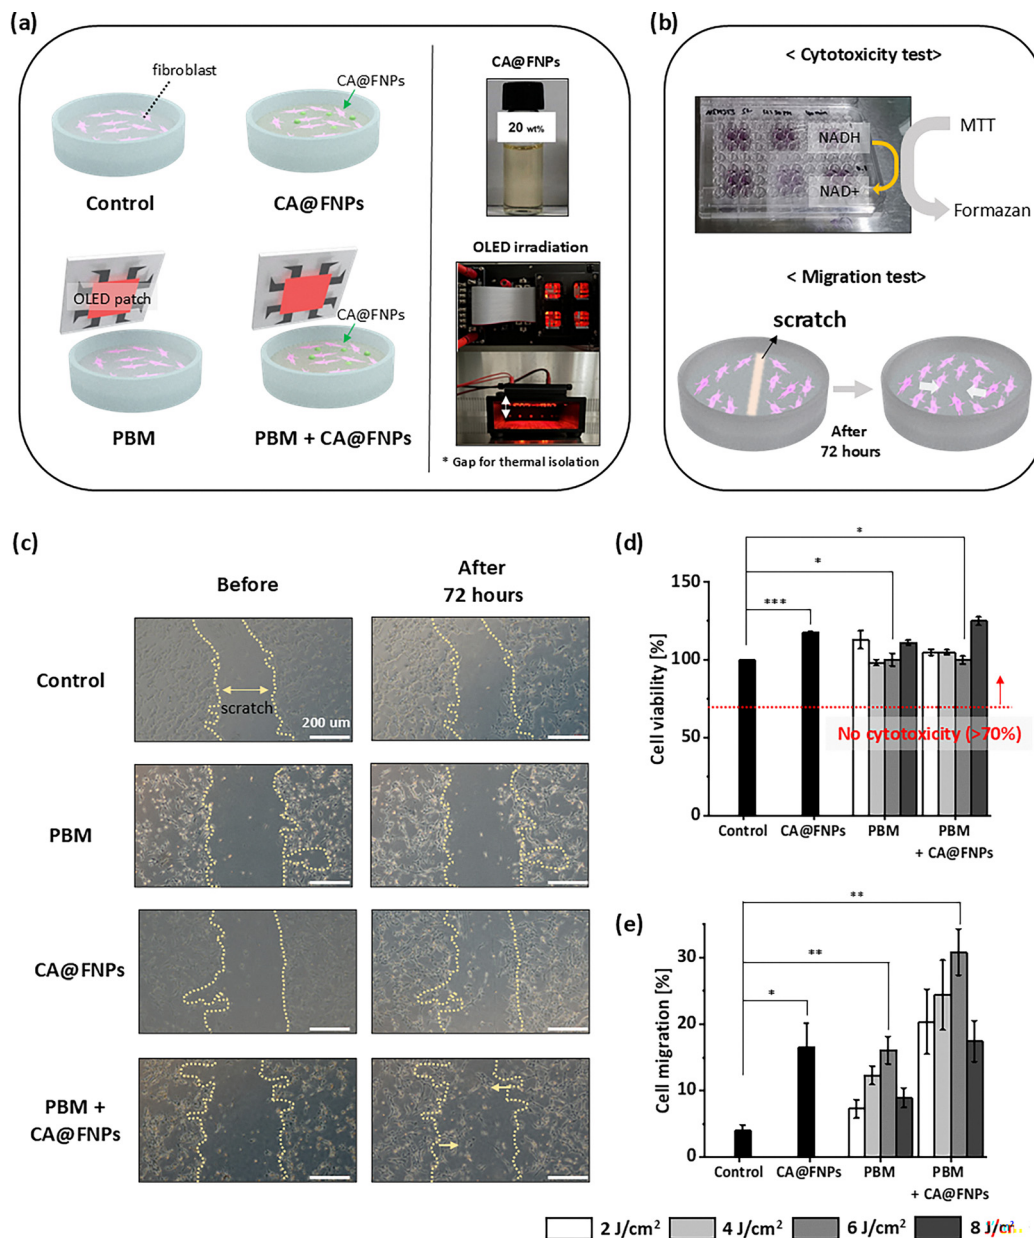 (a)
fibroblast
CA@FNPs
Control
CA@FNPs
OLED patch
CA@FNPs
PBM
PBM + CA@FNPs
CA@FNPs
20 wt%
OLED irradiation
* Gap for thermal isolation
(b)
< Cytotoxicity test>
NADH
NAD+
MTT
Formazan
< Migration test>
scratch
After
72 hours
(c)
Before
After
72 hours
Control
scratch
200 um
PBM
CA@FNPs
PBM +
CA@FNPs
(d)
*
*
***
Cell viability [%]
150
100
50
0
No cytotoxicity (>70%)
Control
CA@FNPs
PBM
PBM
+ CA@FNPs
(e)
**
**
*
Cell migration [%]
30
20
10
0
Control
CA@FNPs
PBM
PBM
+ CA@FNPs
2 J/cm²
4 J/cm²
6 J/cm²
8 J/cm²